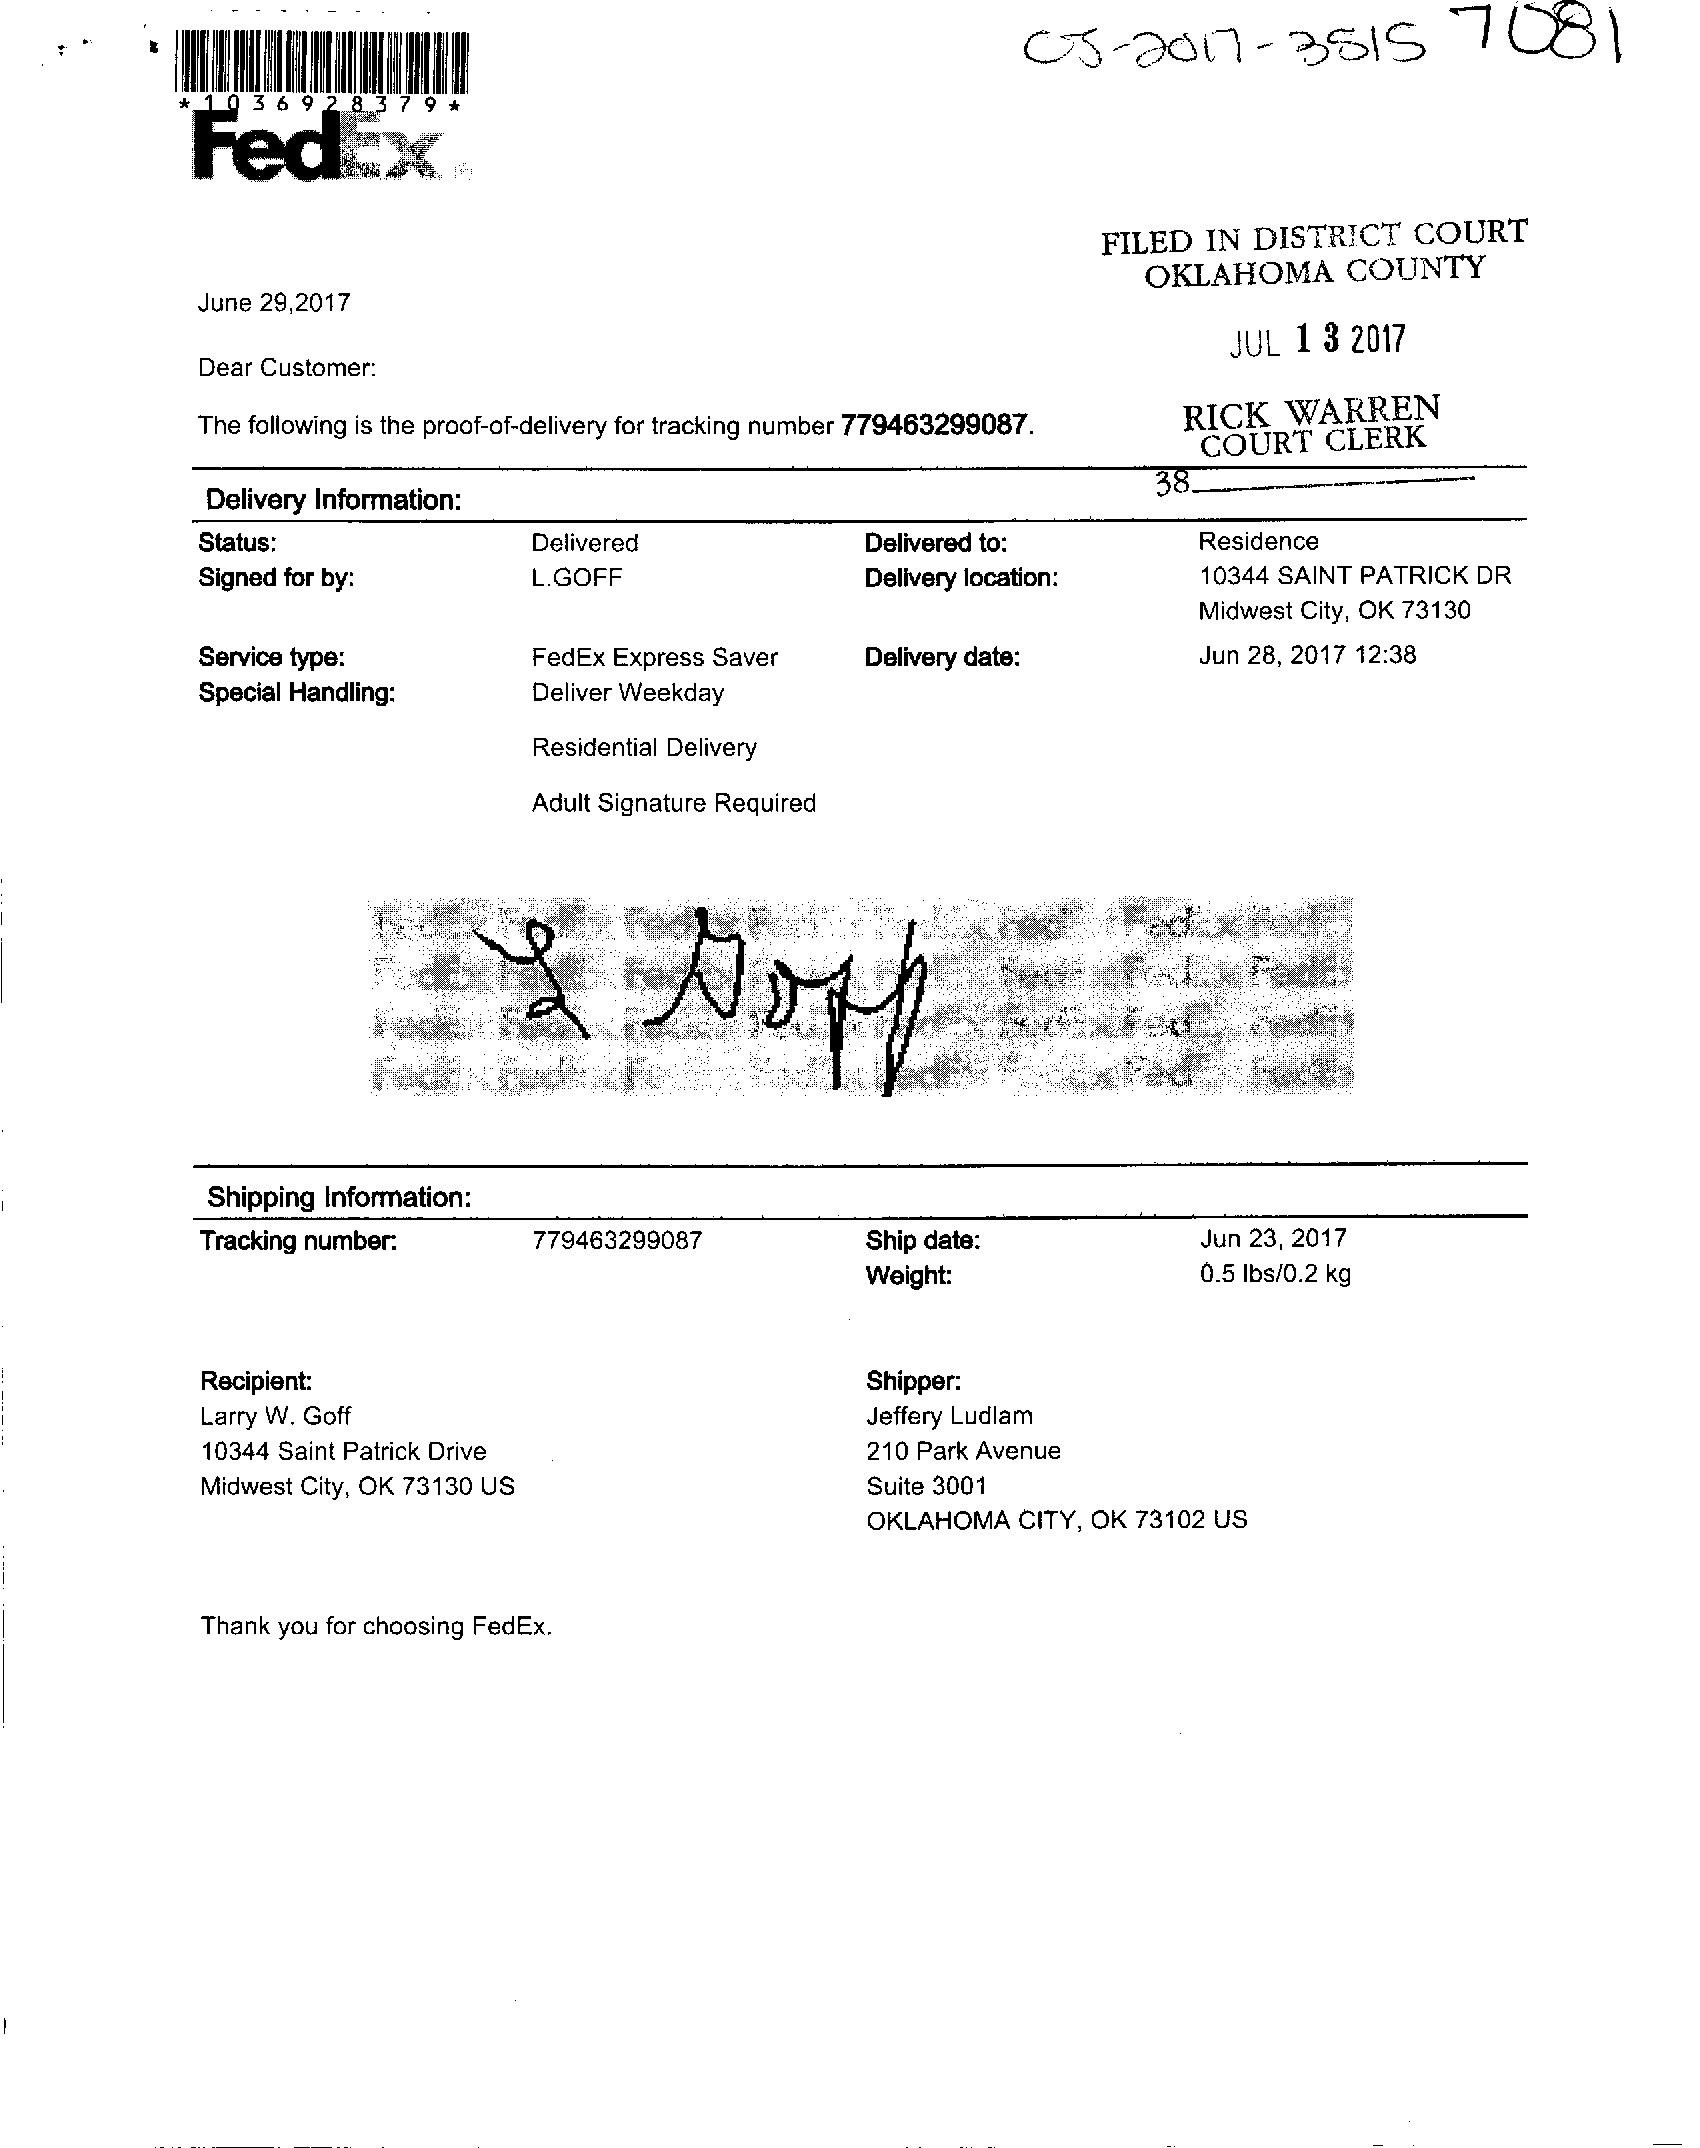 CJ-2017-3515 7081
*1036928379*
FedEx
FILED IN DISTRICT COURT
OKLAHOMA COUNTY
June 29,2017
JUL 13 2017
Dear Customer:
RICK WARREN
COURT CLERK
The following is the proof-of-delivery for tracking number 779463299087.
38
Delivery Information:
Status: Delivered Delivered to: Residence
Signed for by: L.GOFF Delivery location: 10344 SAINT PATRICK DR
Midwest City, OK 73130
Service type: FedEx Express Saver Delivery date: Jun 28, 2017 12:38
Special Handling: Deliver Weekday
Residential Delivery
Adult Signature Required
L Goff
Shipping Information:
Tracking number: 779463299087 Ship date: Jun 23, 2017
Weight: 0.5 lbs/0.2 kg
Recipient: Shipper:
Larry W. Goff Jeffery Ludlam
10344 Saint Patrick Drive 210 Park Avenue
Midwest City, OK 73130 US Suite 3001
OKLAHOMA CITY, OK 73102 US
Thank you for choosing FedEx.